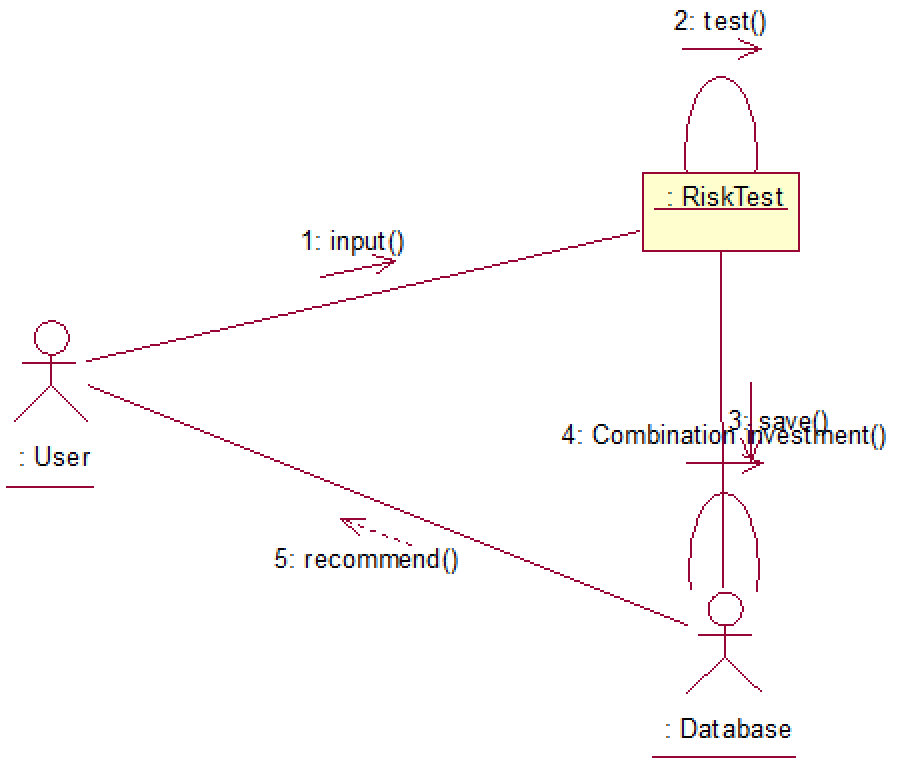 2: test()
: RiskTest
1: input()
3: save()
4: Combination investment()
: User
5: recommend()
: Database